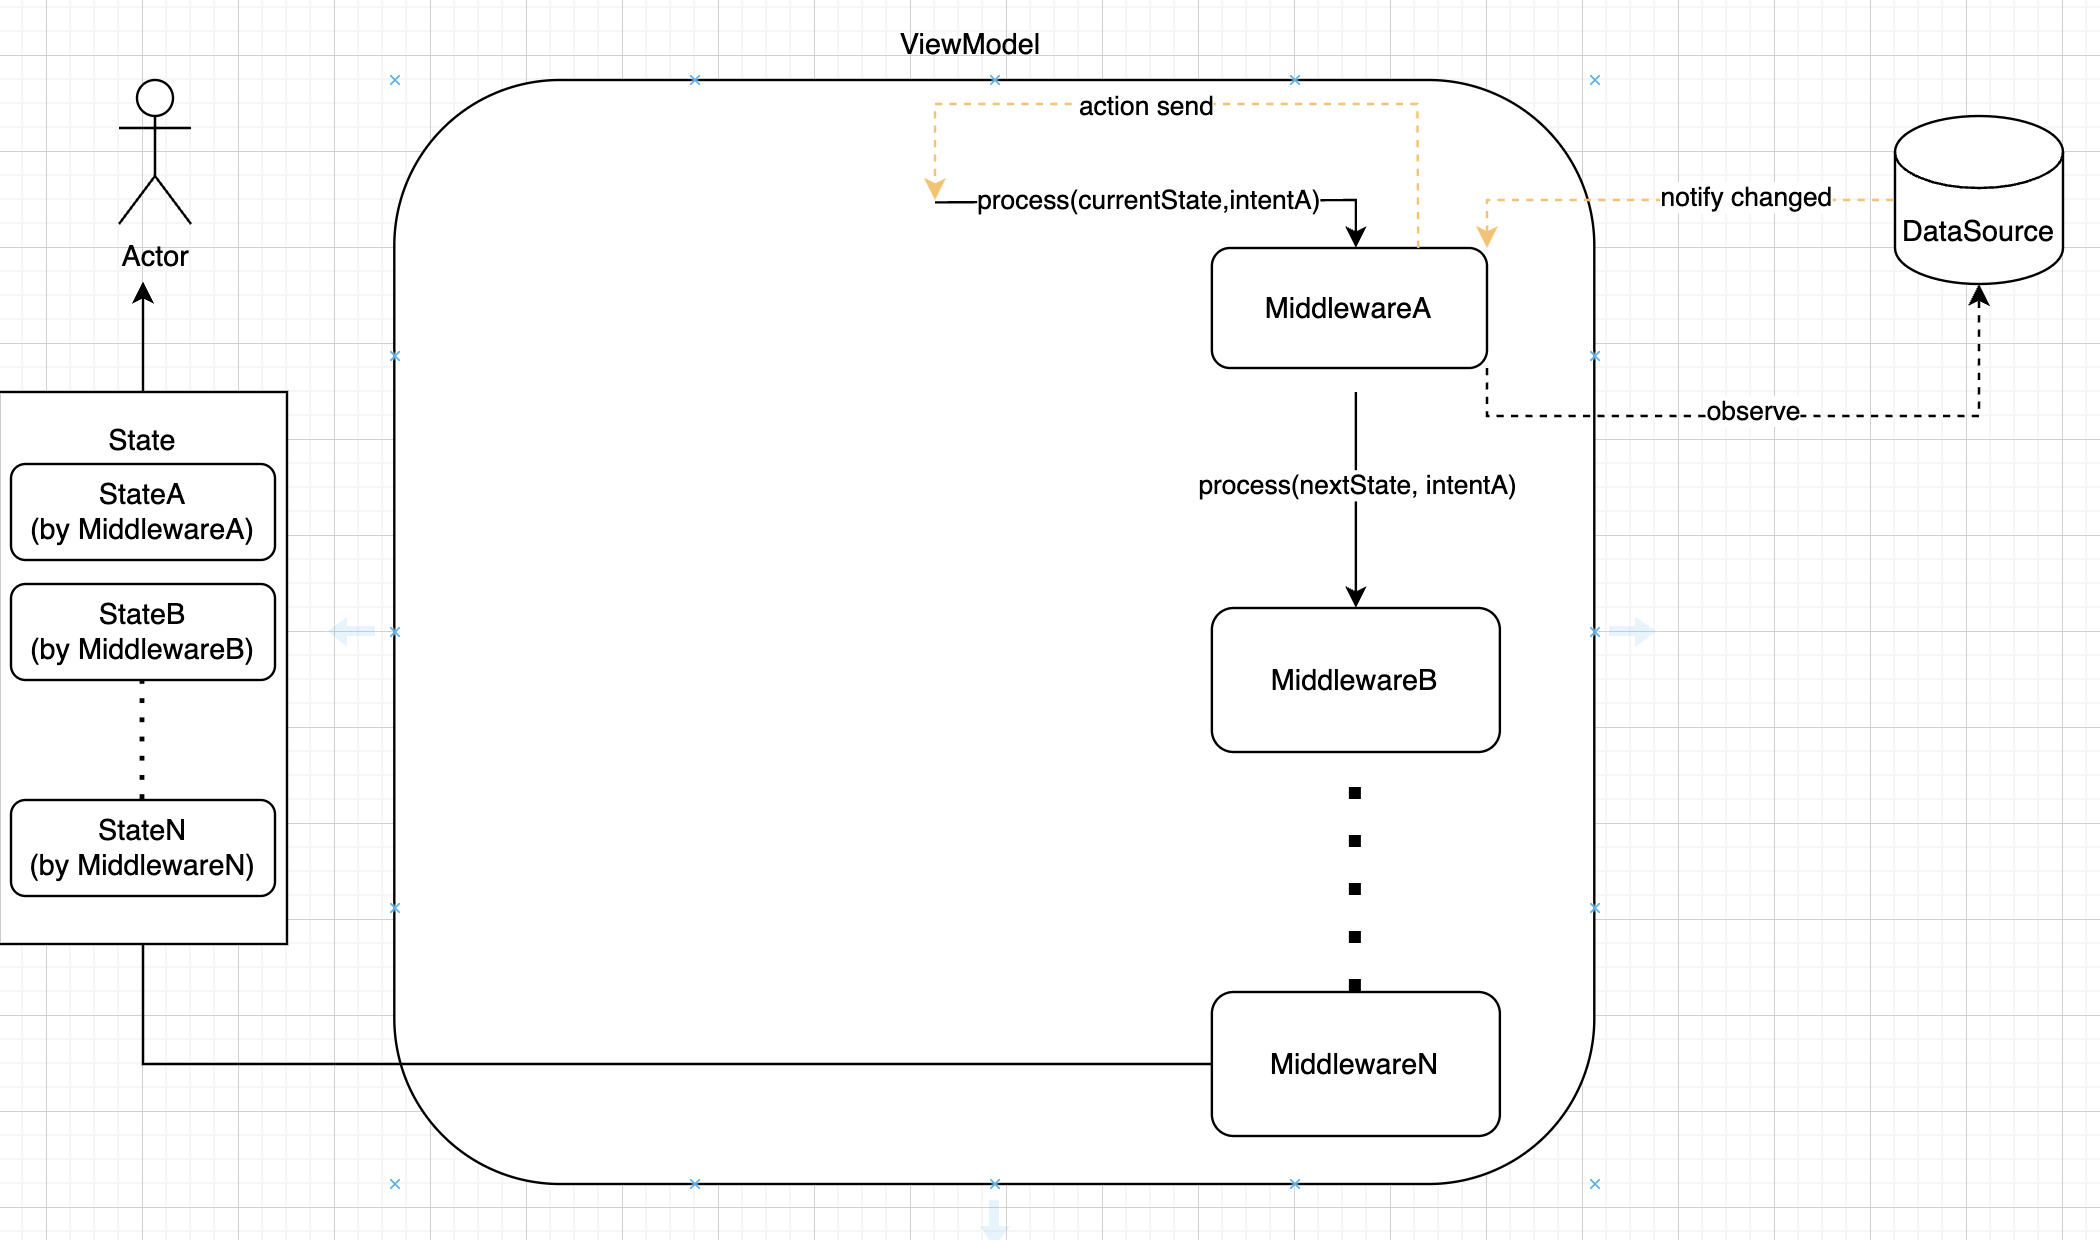 ViewModel
action send
process(currentState,intentA)
notify changed
DataSource
Actor
MiddlewareA
observe
State
StateA
(by MiddlewareA)
process(nextState, intentA)
StateB
(by MiddlewareB)
MiddlewareB
StateN
(by MiddlewareN)
MiddlewareN